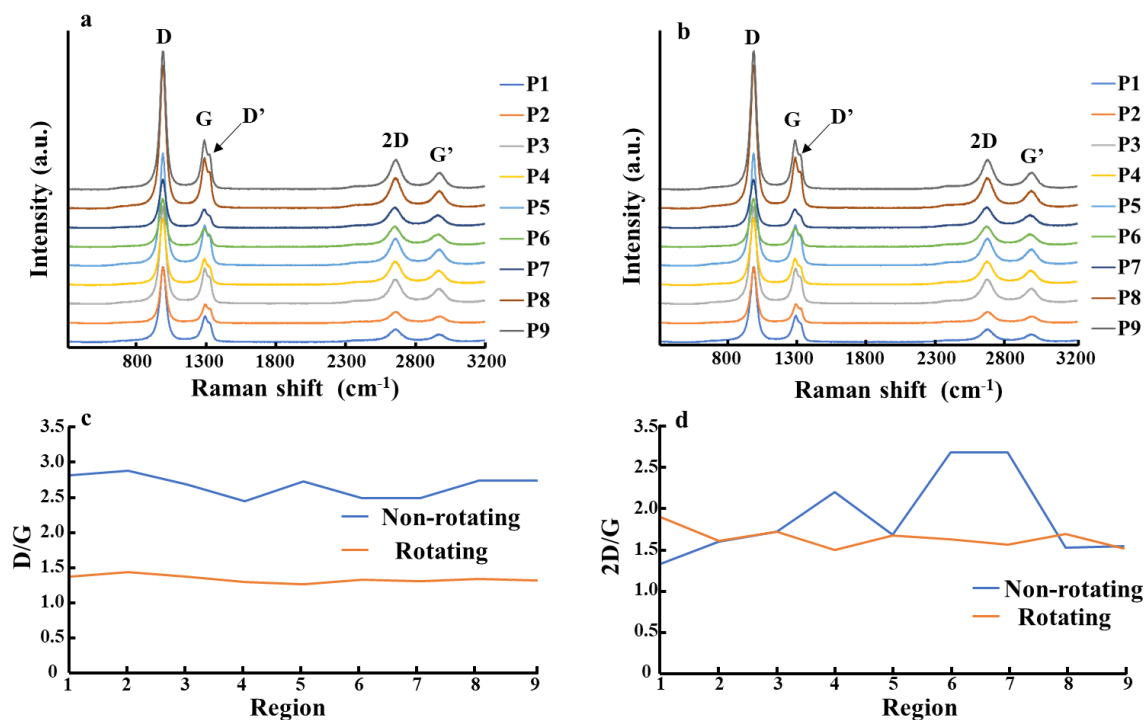 a
D
G
D’
2D
G’
P1
P2
P3
P4
P5
P6
P7
P8
P9
Intensity (a.u.)
800 1300 1800 2300 2800 3200
Raman shift (cm-1)
b
D
G
D’
2D
G’
P1
P2
P3
P4
P5
P6
P7
P8
P9
Intensity (a.u.)
800 1300 1800 2300 2800 3200
Raman shift (cm-1)
c
3.5
3.0
2.5
2.0
1.5
1.0
0.5
0
D/G
Non-rotating
Rotating
1 2 3 4 5 6 7 8 9
Region
d
3.5
2.5
2.0
1.5
1.0
0.5
0
2D/G
Non-rotating
Rotating
1 2 3 4 5 6 7 8 9
Region